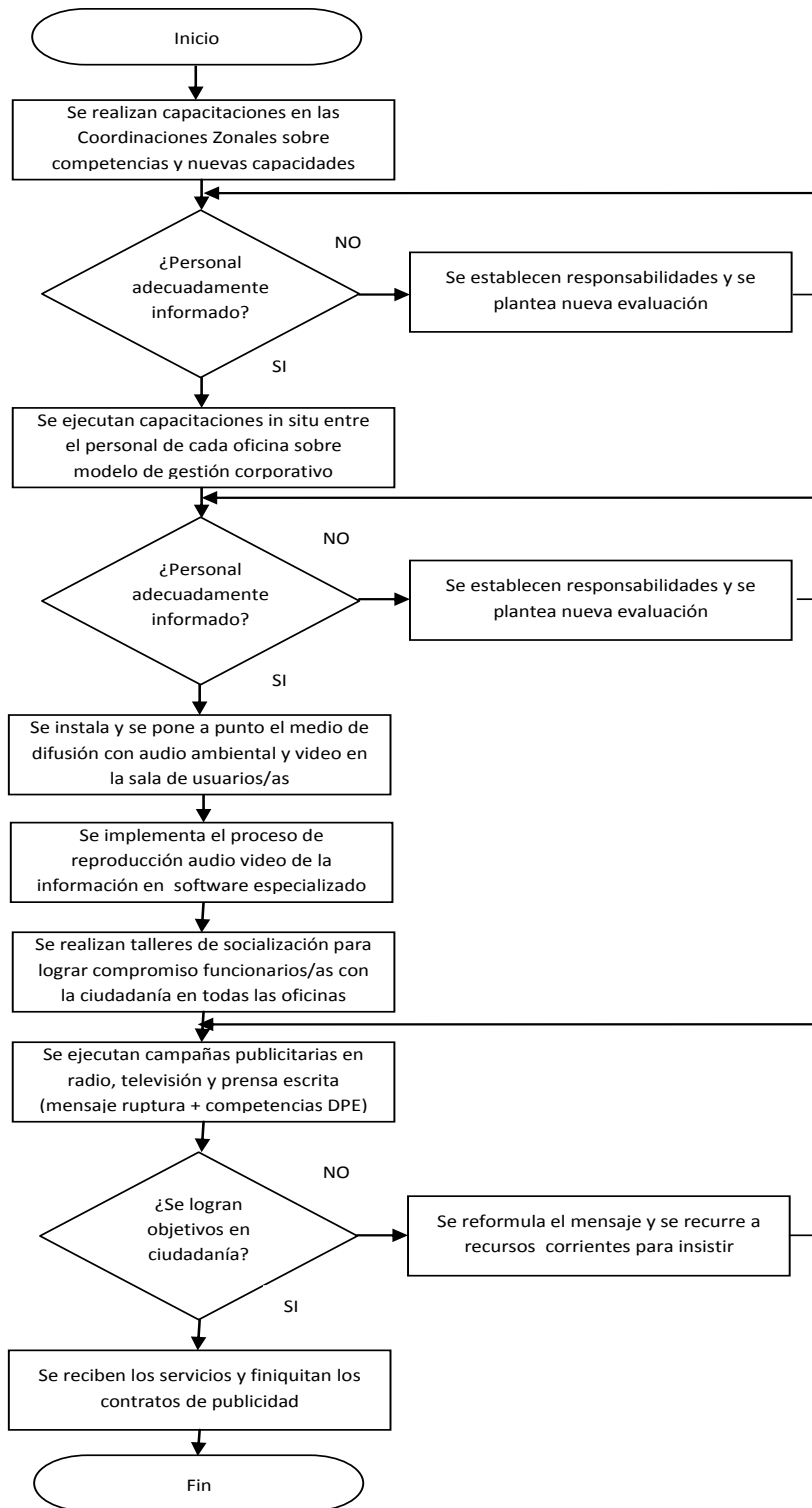 Inicio
Se realizan capacitaciones en las
Coordinaciones Zonales sobre
competencias y nuevas capacidades
¿Personal
adecuadamente
informado?
NO
Se establecen responsabilidades y se
plantea nueva evaluación
SI
Se ejecutan capacitaciones in situ entre
el personal de cada oficina sobre
modelo de gestión corporativo
¿Personal
adecuadamente
informado?
NO
Se establecen responsabilidades y se
plantea nueva evaluación
SI
Se instala y se pone a punto el medio de
difusión con audio ambiental y video en
la sala de usuarios/as
Se implementa el proceso de
reproducción audio video de la
información en software especializado
Se realizan talleres de socialización para
lograr compromiso funcionarios/as con
la ciudadanía en todas las oficinas
Se ejecutan campañas publicitarias en
radio, televisión y prensa escrita
(mensaje ruptura + competencias DPE)
¿Se logran
objetivos en
ciudadanía?
NO
Se reformula el mensaje y se recurre a
recursos corrientes para insistir
SI
Se reciben los servicios y finiquitan los
contratos de publicidad
Fin